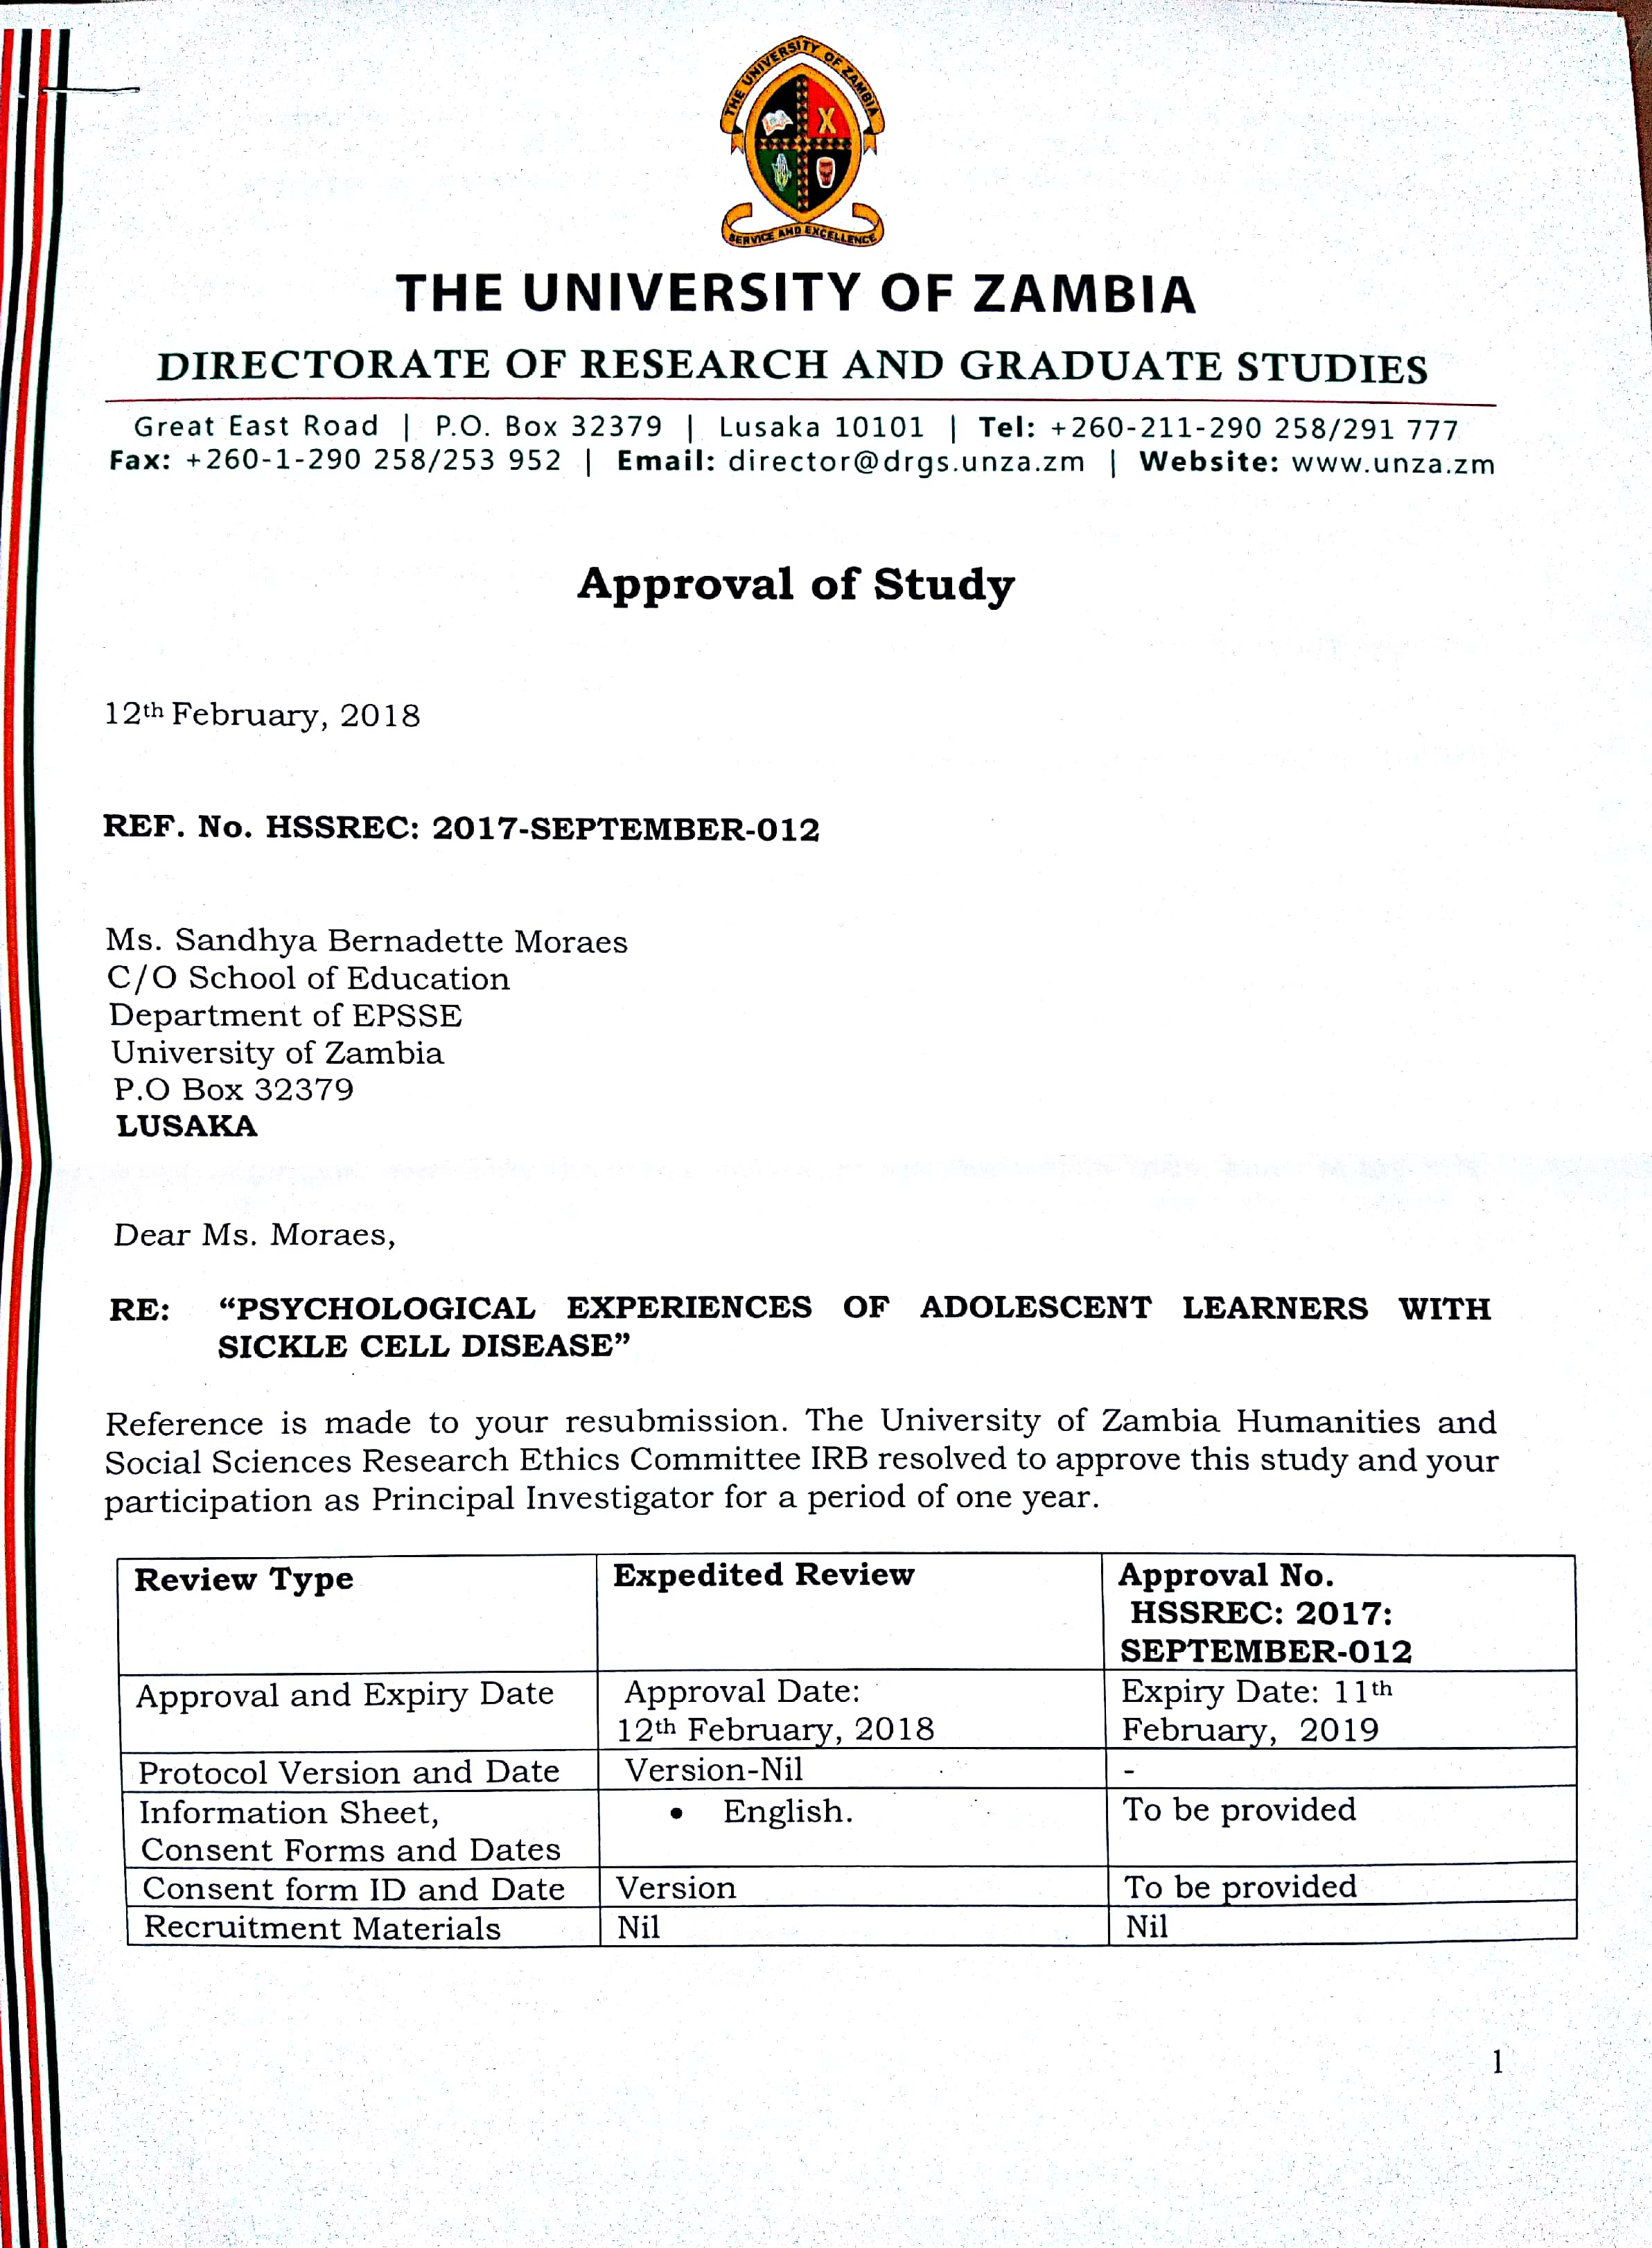 THE UNIVERSITY OF ZAMBIA
SERVICE AND EXCELLENCE
THE UNIVERSITY OF ZAMBIA
DIRECTORATE OF RESEARCH AND GRADUATE STUDIES
Great East Road | P.O. Box 32379 | Lusaka 10101 | Tel: +260-211-290 258/291 777
Fax: +260-1-290 258/253 952 | Email: director@drgs.unza.zm | Website: www.unza.zm
Approval of Study
12th February, 2018
REF. No. HSSREC: 2017-SEPTEMBER-012
Ms. Sandhya Bernadette Moraes
C/O School of Education
Department of EPSSE
University of Zambia
P.O Box 32379
LUSAKA
Dear Ms. Moraes,
RE: “PSYCHOLOGICAL EXPERIENCES OF ADOLESCENT LEARNERS WITH
SICKLE CELL DISEASE”
Reference is made to your resubmission. The University of Zambia Humanities and
Social Sciences Research Ethics Committee IRB resolved to approve this study and your
participation as Principal Investigator for a period of one year.
Review Type Expedited Review Approval No.
HSSREC: 2017:
SEPTEMBER-012
Approval and Expiry Date Approval Date: Expiry Date: 11th
12th February, 2018 February, 2019
Protocol Version and Date Version-Nil -
Information Sheet, • English. To be provided
Consent Forms and Dates
Consent form ID and Date Version To be provided
Recruitment Materials Nil Nil
1